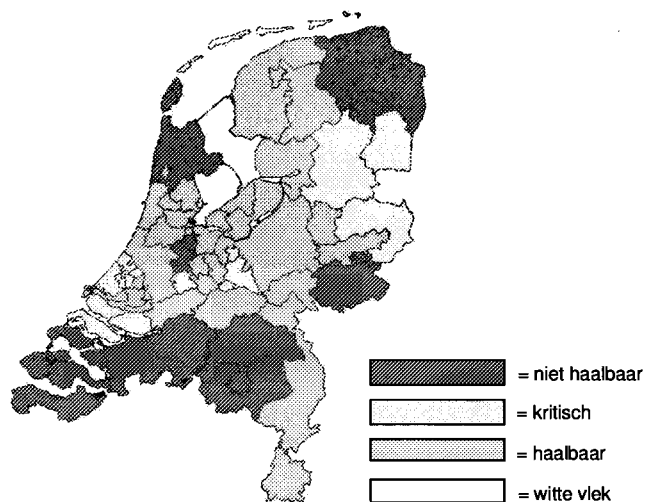 = niet haalbaar
= kritisch
= haalbaar
= witte vlek